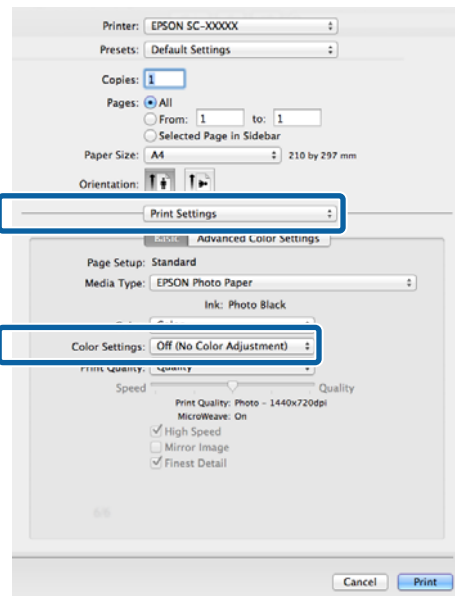 Printer: EPSON SC-XXXXX
Presets: Default Settings
Copies: 1
Pages: All
From: 1 to: 1
Selected Page in Sidebar
Paper Size: A4 210 by 297 mm
Orientation:
Print Settings
Basic Advanced Color Settings
Page Setup: Standard
Media Type: EPSON Photo Paper
Ink: Photo Black
Color Settings: Off (No Color Adjustment)
Print Quality: Quality
Speed Quality
Print Quality: Photo - 1440x720dpi
MicroWeave: On
High Speed
Mirror Image
Finest Detail
Cancel Print